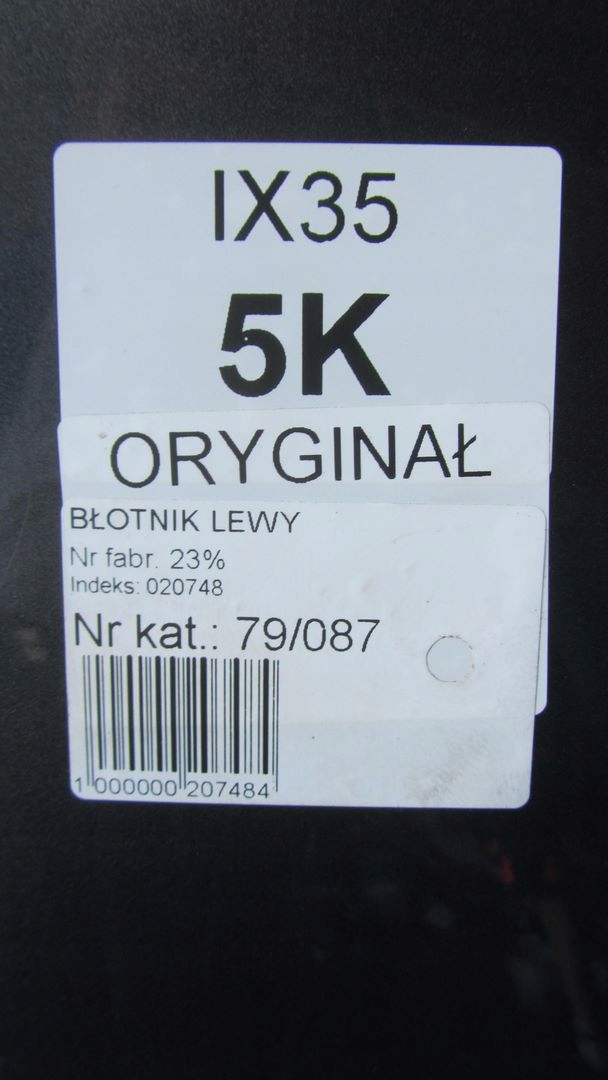 IX35
5K
ORYGINAŁ
BŁOTNIK LEWY
Nr fabr. 23%
Indeks: 020748
Nr kat.: 79/087
1 000000 207484